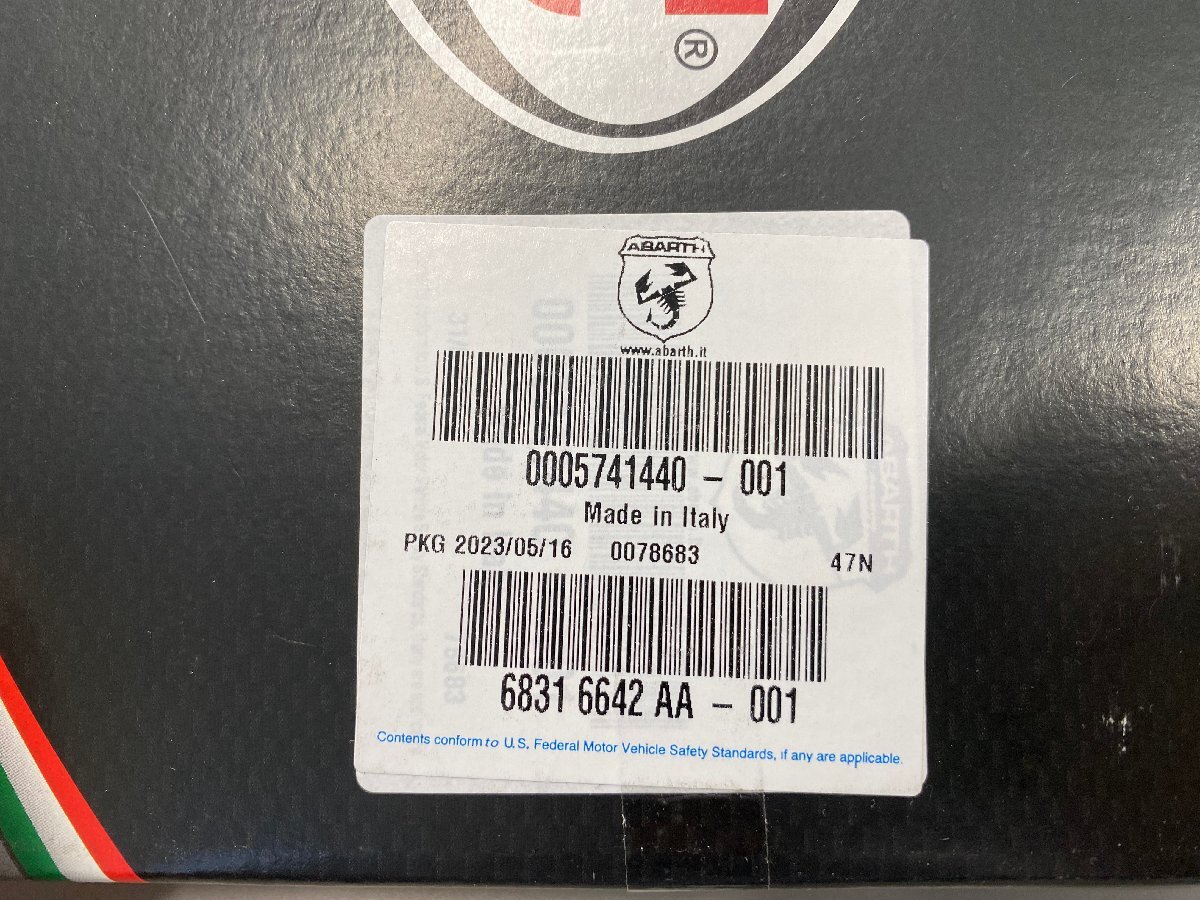 ®
ABARTH
www.abarth.it
0005741440 – 001
Made in Italy
PKG 2023/05/16 0078683 47N
6831 6642 AA – 001
Contents conform to U.S. Federal Motor Vehicle Safety Standards, if any are applicable.